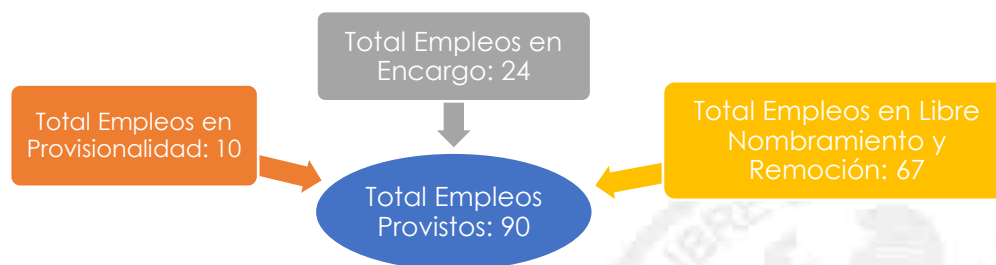 Total Empleos en
Encargo: 24
Total Empleos en
Provisionalidad: 10
Total Empleos en Libre
Nombramiento y
Remoción: 67
Total Empleos
Provistos: 90